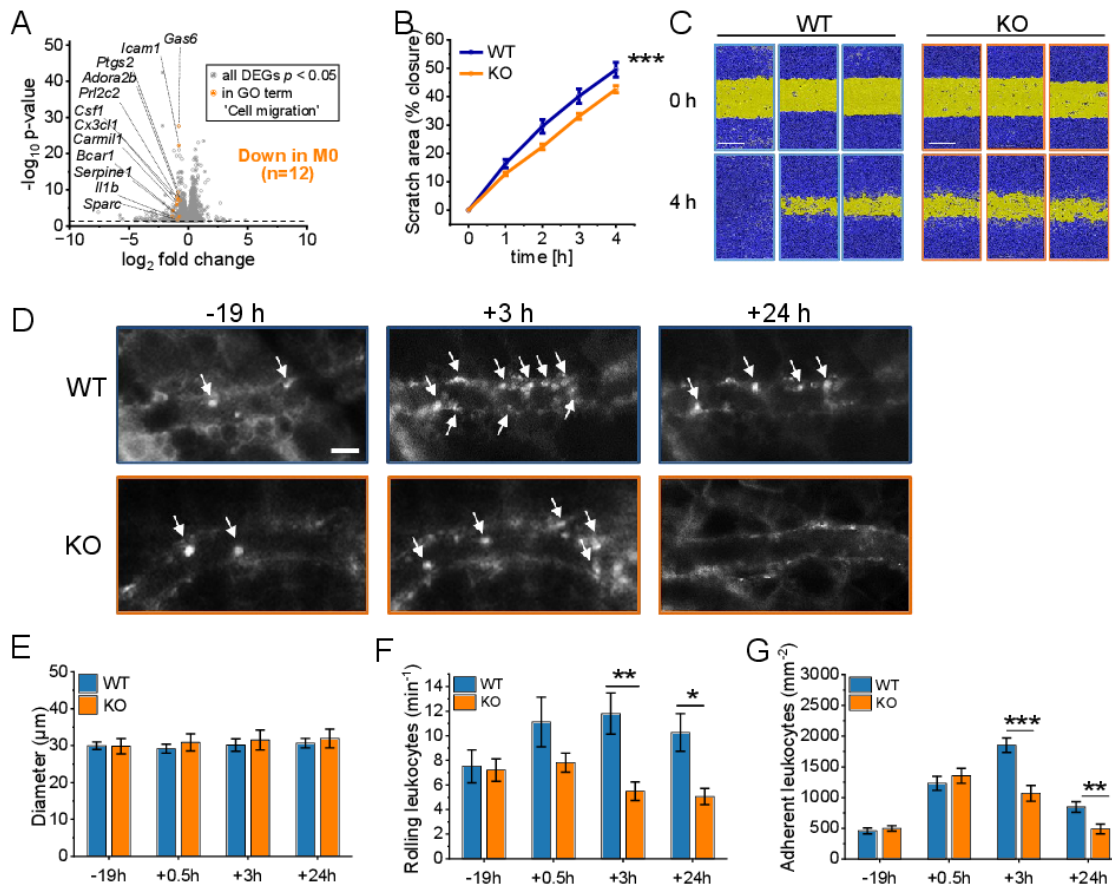 A
Gas6
Icam1
Ptgs2
Adora2b
Prl2c2
Csf1
Cx3cl1
Carmil1
Bcar1
Serpine1
Il1b
Sparc
all DEGs p < 0.05
in GO term
'Cell migration'
Down in M0
(n=12)
-log10 p-value
50
40
30
20
10
0
−10 −5 0 5 10
log2 fold change
B
WT
KO
***
Scratch area (% closure)
60
50
40
30
20
10
0
0 1 2 3 4
time [h]
C
WT KO
0 h
4 h
D
-19 h +3 h +24 h
WT
KO
E
WT
KO
Diameter (µm)
50
40
30
20
10
0
-19h +0.5h +3h +24h
F
WT
KO
** *
Rolling leukocytes (min-1)
14
12
10
8
6
4
2
0
-19h +0.5h +3h +24h
G
WT
KO
*** **
Adherent leukocytes (mm-2)
3000
2500
2000
1500
1000
500
0
-19h +0.5h +3h +24h